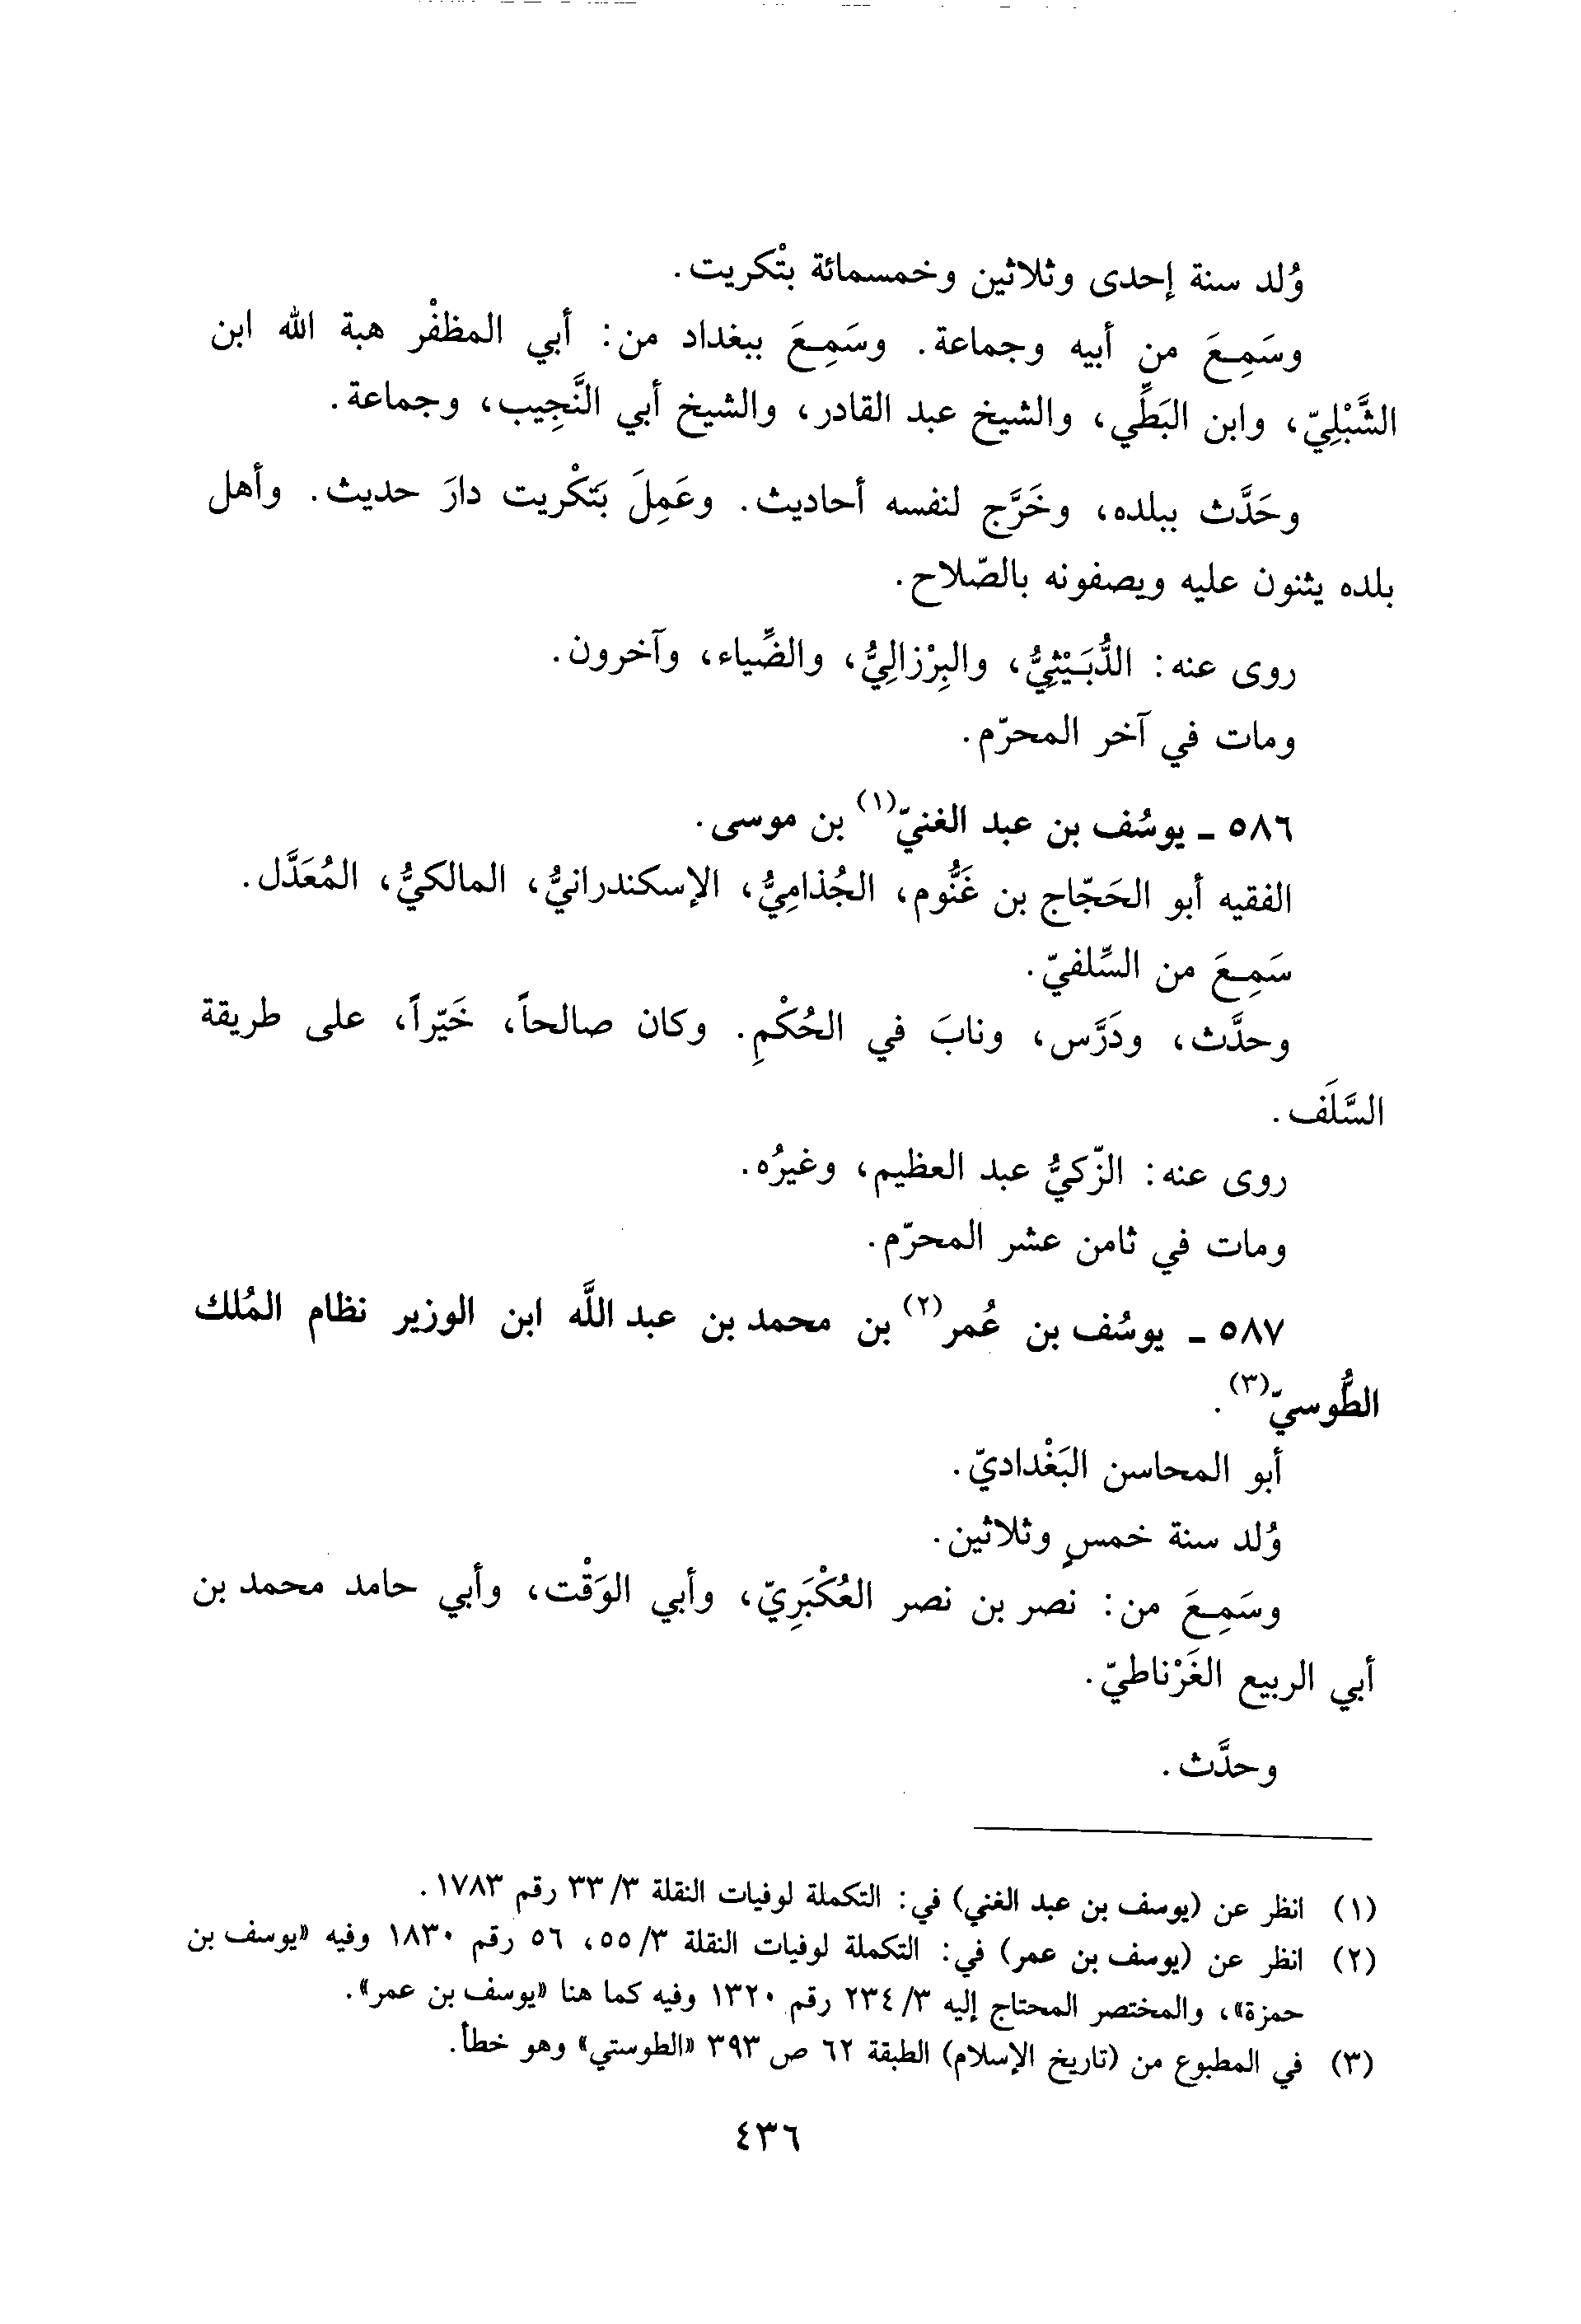 وُلد سنة إحدى وثلاثين وخمسمائة بتْكريت.
وسَمِعَ من أبيه وجماعة. وسَمِعَ ببغداد من: أبي المظفْر هبة الله ابن
الشَّبْلِيّ، وابن البَطِّي، والشيخ عبد القادر، والشيخ أبي النَّجِيب، وجماعة.
وحَدَّث ببلده، وخَرَّج لنفسه أحاديث. وعَمِلَ بَتكْريت دارَ حديث. وأهل
بلده يثنون عليه ويصفونه بالصّلاح.
روى عنه: الدُّبَيْثِيُّ، والبِرْزالِيُّ، والضِّياء، وآخرون.
ومات في آخر المحرّم.
٥٨٦ ـ يوسُف بن عبد الغنيّ(١) بن موسى.
الفقيه أبو الحَجّاج بن غَنُّوم، الجُذامِيُّ، الإسكندرانيُّ، المالكيُّ، المُعَدَّل.
سَمِعَ من السِّلفيّ.
وحدَّث، ودَرَّس، ونابَ في الحُكْمِ. وكان صالحاً، خَيّراً، على طريقة
السَّلَف.
روى عنه: الزّكيُّ عبد العظيم، وغيرُه.
ومات في ثامن عشر المحرّم.
٥٨٧ ـ يوسُف بن عُمر(٢) بن محمد بن عبد اللَّه ابن الوزير نظام المُلك
الطُّوسيّ(٣).
أبو المحاسن البَغْداديّ.
وُلد سنة خمسٍ وثلاثين.
وسَمِعَ من: نصر بن نصر العُكْبَرِيّ، وأبي الوَقْت، وأبي حامد محمد بن
أبي الربيع الغَرْناطيّ.
وحدَّث.
(١) انظر عن (يوسف بن عبد الغني) في: التكملة لوفيات النقلة ٣/ ٣٣ رقم ١٧٨٣.
(٢) انظر عن (يوسف بن عمر) في: التكملة لوفيات النقلة ٣/ ٥٥، ٥٦ رقم ١٨٣٠ وفيه «يوسف بن
حمزة»، والمختصر المحتاج إليه ٣/ ٢٣٤ رقم ١٣٢٠ وفيه كما هنا «يوسف بن عمر».
(٣) في المطبوع من (تاريخ الإسلام) الطبقة ٦٢ ص ٣٩٣ «الطوستي» وهو خطأ.
٤٣٦